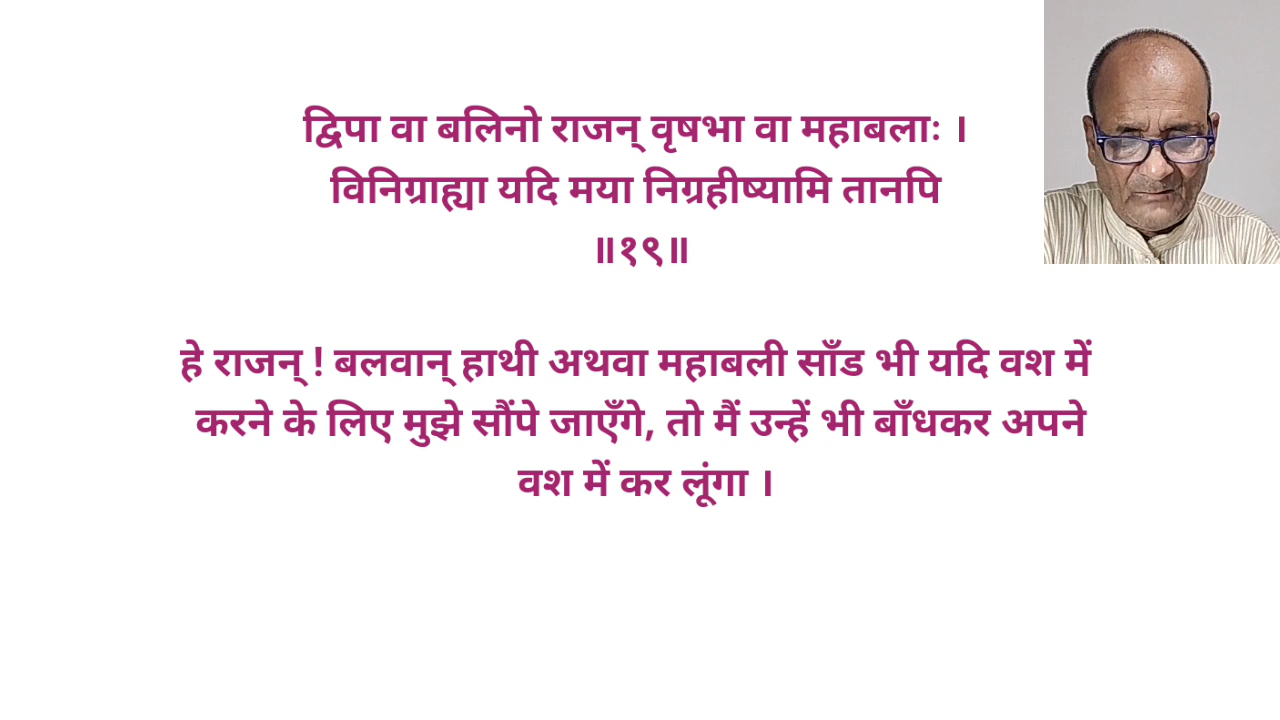 द्विपा वा बलिनो राजन् वृषभा वा महाबलाः ।
विनिग्राह्या यदि मया निग्रहीष्यामि तानपि
॥१९॥
हे राजन् ! बलवान् हाथी अथवा महाबली साँड भी यदि वश में
करने के लिए मुझे सौंपे जाएँगे, तो मैं उन्हें भी बाँधकर अपने
वश में कर लूंगा ।